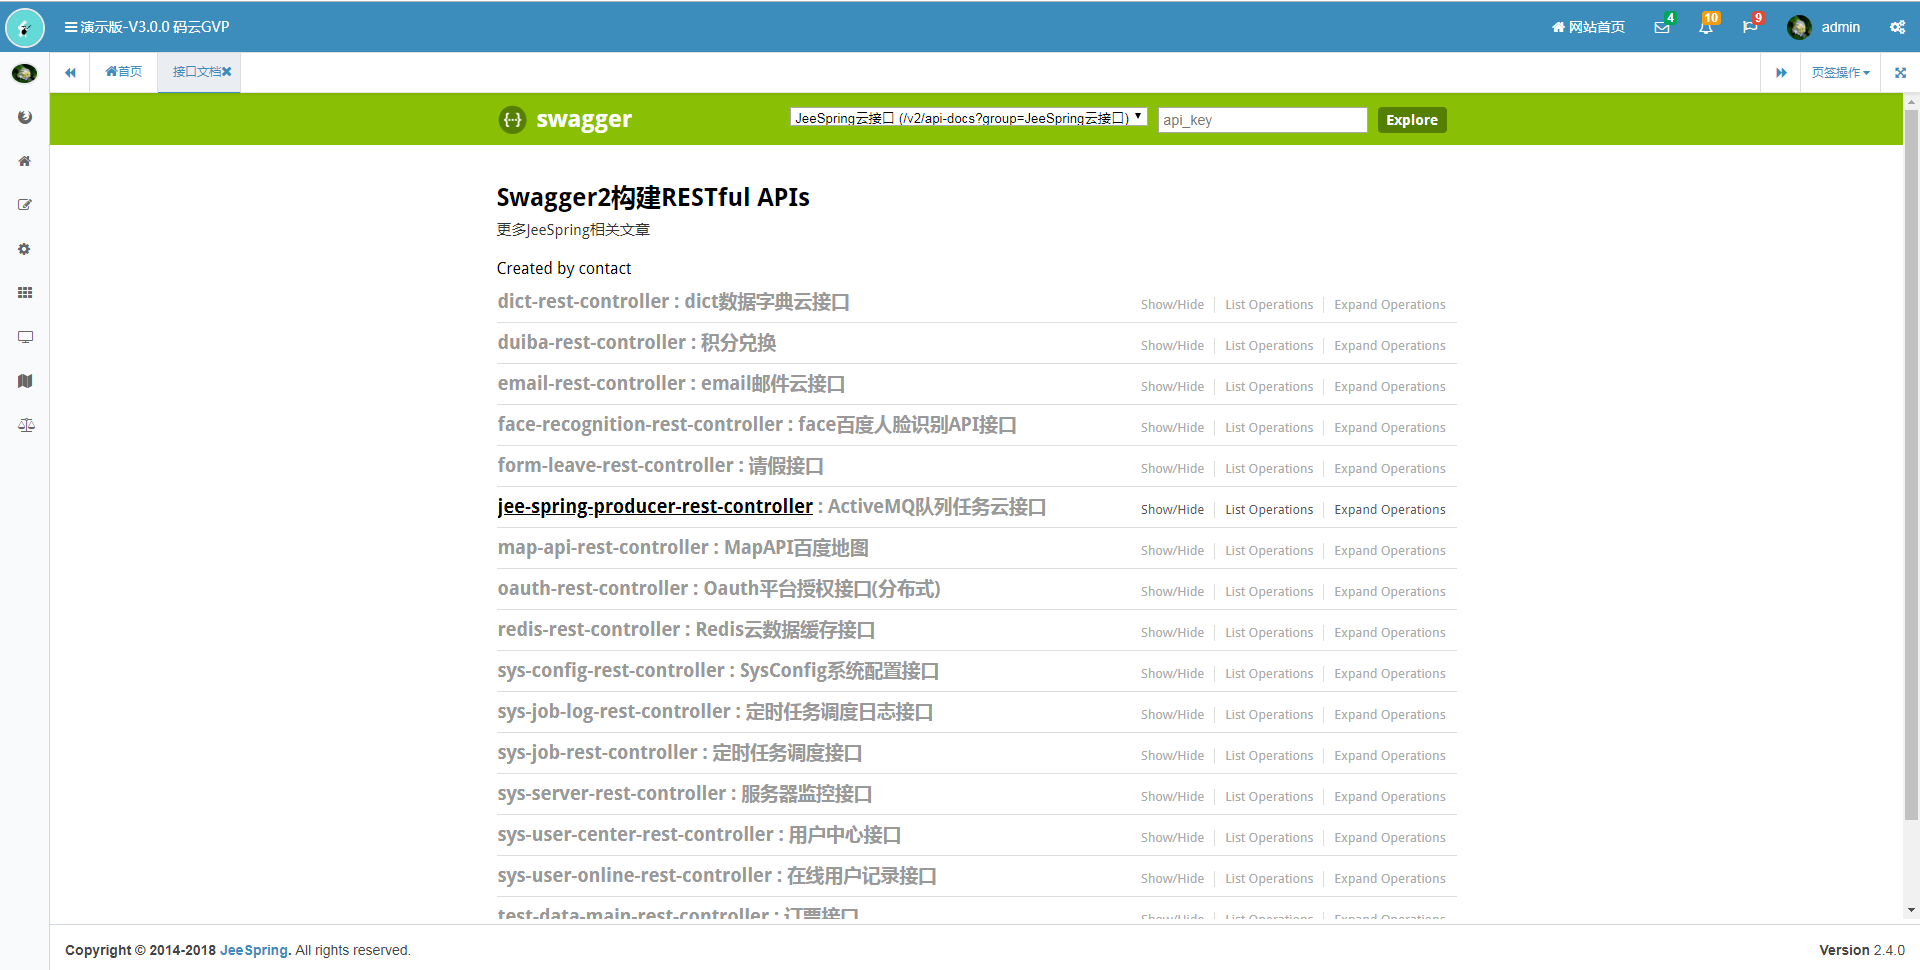 演示版-V3.0.0 码云GVP
网站首页 4 10 9 admin
首页 接口文档 页签操作
swagger JeeSpring云接口 (/v2/api-docs?group=JeeSpring云接口) api_key Explore
Swagger2构建RESTful APIs
更多JeeSpring相关文章
Created by contact
dict-rest-controller : dict数据字典云接口 Show/Hide List Operations Expand Operations
duiba-rest-controller : 积分兑换 Show/Hide List Operations Expand Operations
email-rest-controller : email邮件云接口 Show/Hide List Operations Expand Operations
face-recognition-rest-controller : face百度人脸识别API接口 Show/Hide List Operations Expand Operations
form-leave-rest-controller : 请假接口 Show/Hide List Operations Expand Operations
jee-spring-producer-rest-controller : ActiveMQ队列任务云接口 Show/Hide List Operations Expand Operations
map-api-rest-controller : MapAPI百度地图 Show/Hide List Operations Expand Operations
oauth-rest-controller : Oauth平台授权接口(分布式) Show/Hide List Operations Expand Operations
redis-rest-controller : Redis云数据缓存接口 Show/Hide List Operations Expand Operations
sys-config-rest-controller : SysConfig系统配置接口 Show/Hide List Operations Expand Operations
sys-job-log-rest-controller : 定时任务调度日志接口 Show/Hide List Operations Expand Operations
sys-job-rest-controller : 定时任务调度接口 Show/Hide List Operations Expand Operations
sys-server-rest-controller : 服务器监控接口 Show/Hide List Operations Expand Operations
sys-user-center-rest-controller : 用户中心接口 Show/Hide List Operations Expand Operations
sys-user-online-rest-controller : 在线用户记录接口 Show/Hide List Operations Expand Operations
test-data-main-rest-controller : 订票接口 Show/Hide List Operations Expand Operations
Copyright © 2014-2018 JeeSpring. All rights reserved. Version 2.4.0